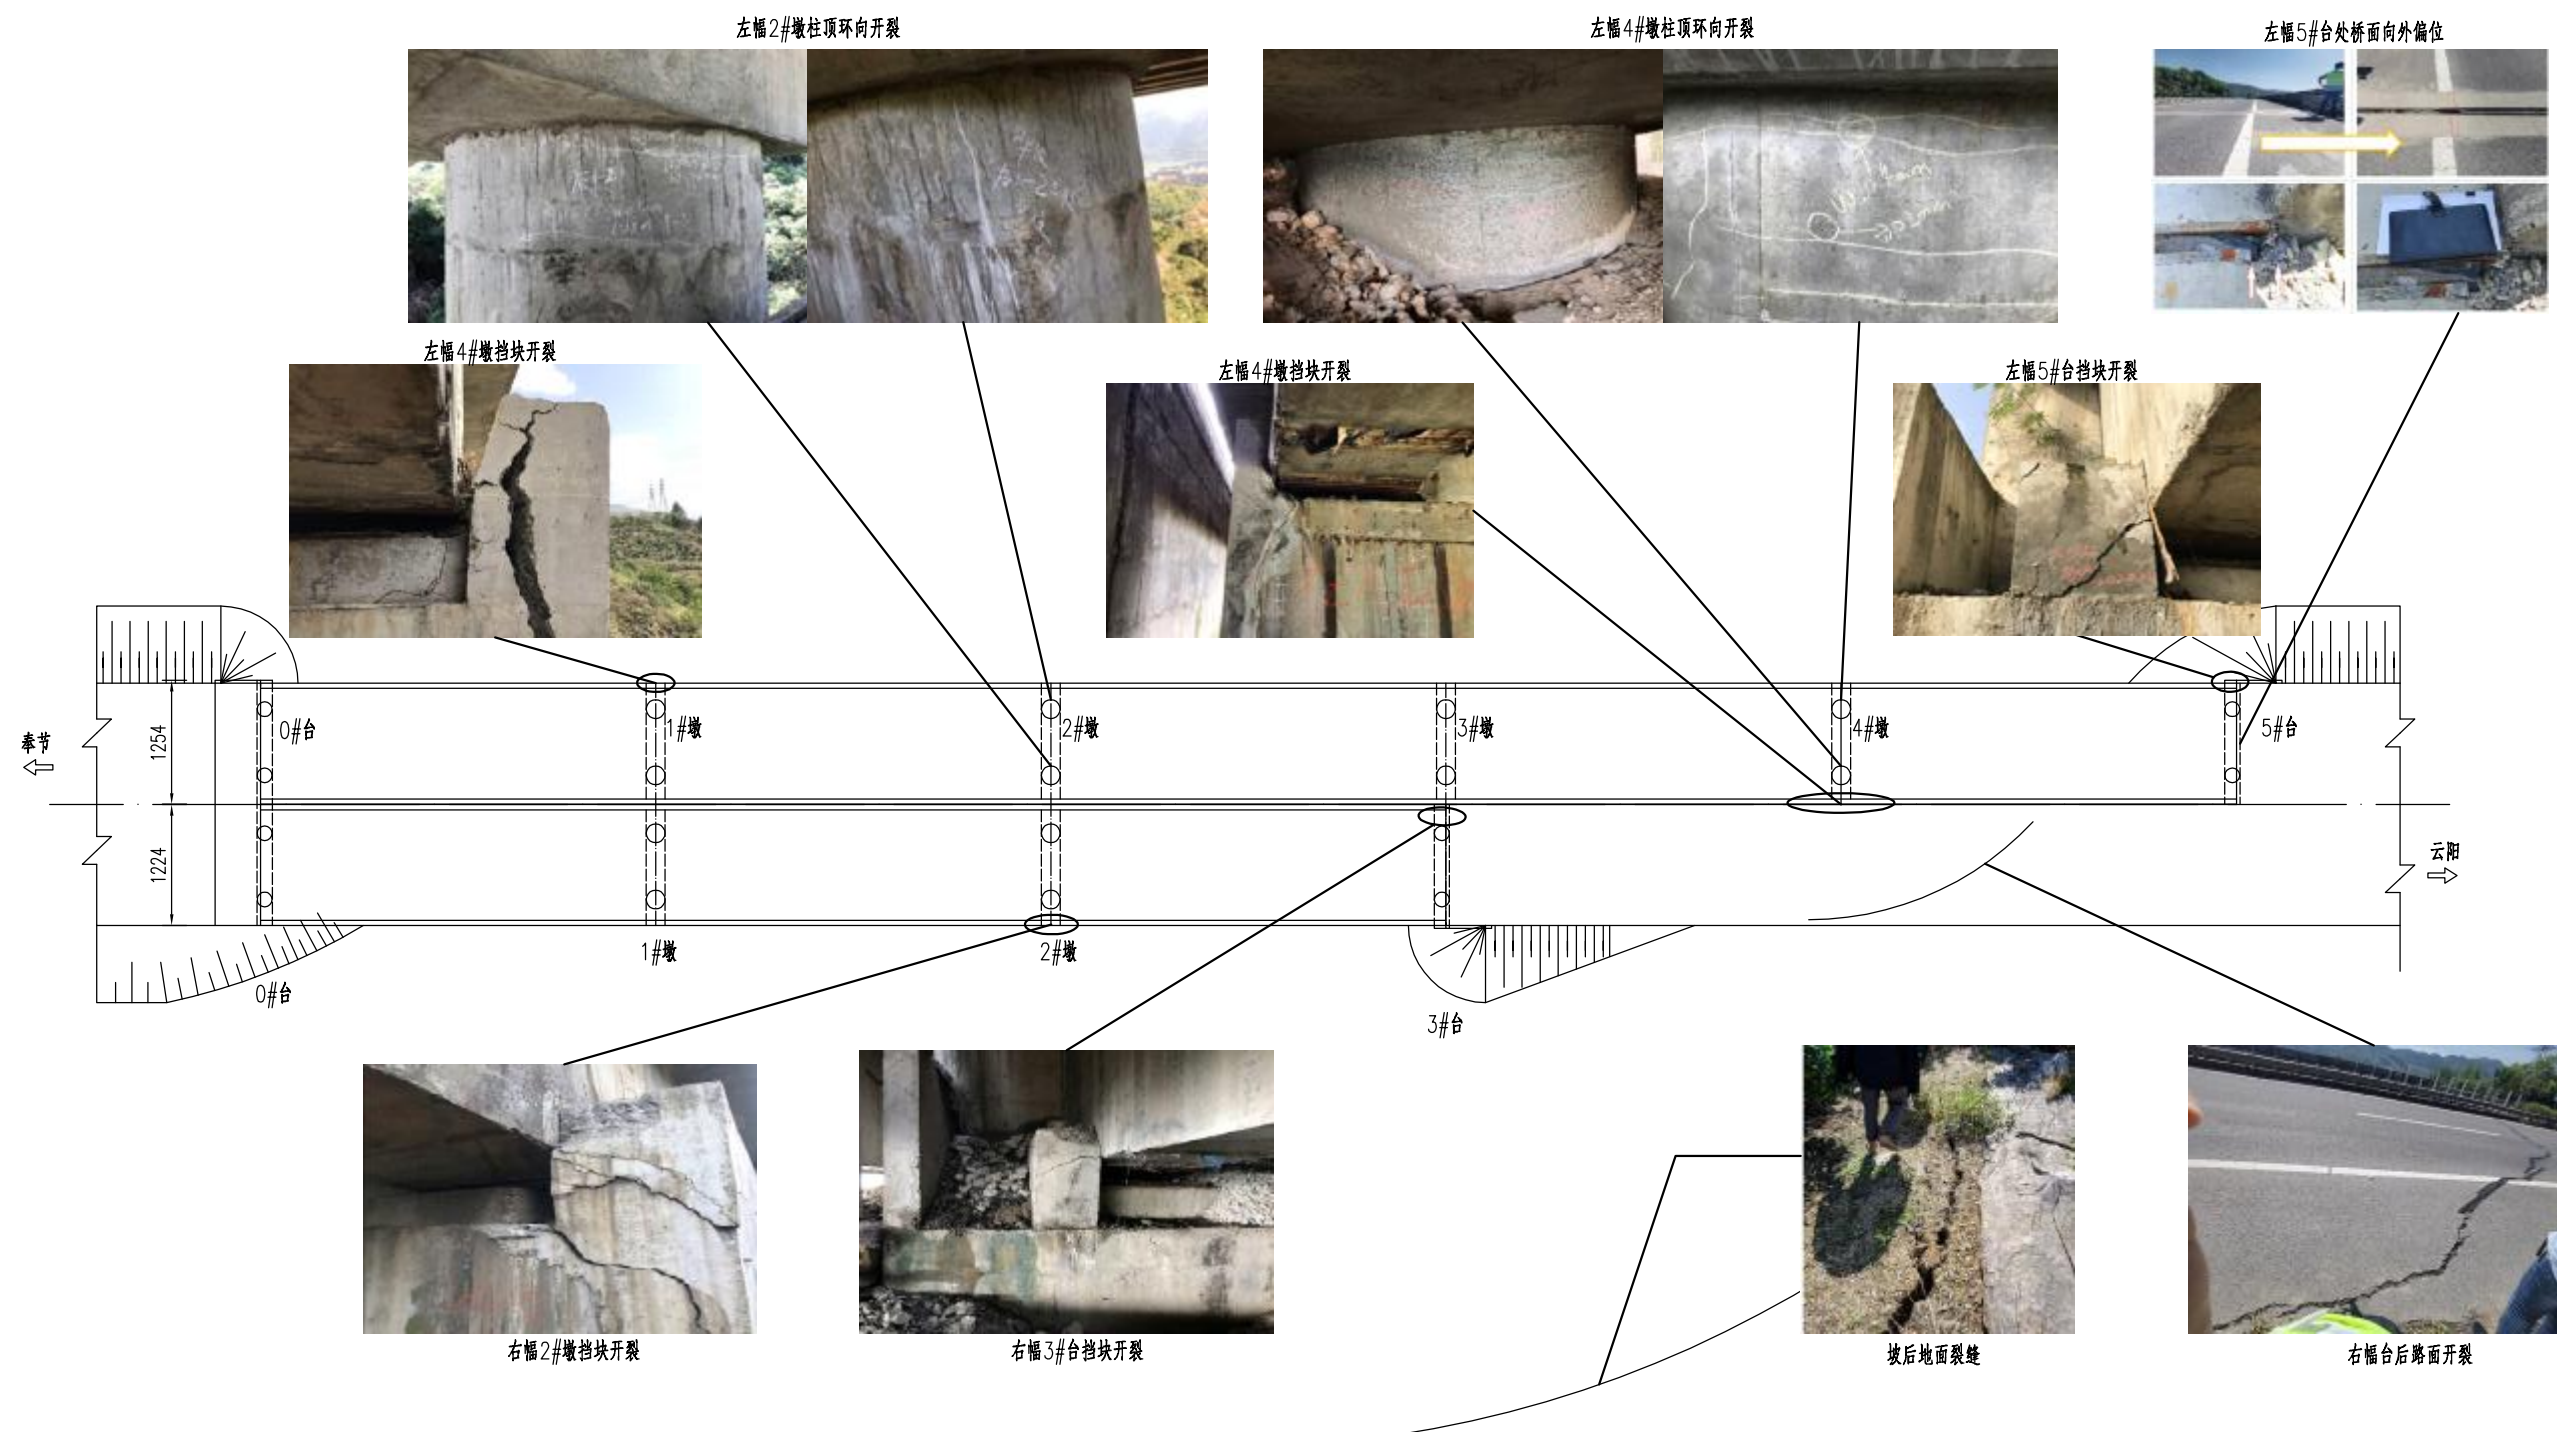 左幅2#墩柱顶环向开裂
左幅4#墩柱顶环向开裂
左幅5#台处桥面向外偏位
左幅4#墩挡块开裂
左幅4#墩挡块开裂
左幅5#台挡块开裂
奉节
1254
1224
0#台
1#墩
2#墩
3#墩
4#墩
5#台
云阳
0#台
1#墩
2#墩
3#台
右幅2#墩挡块开裂
右幅3#台挡块开裂
坡后地面裂缝
右幅台后路面开裂